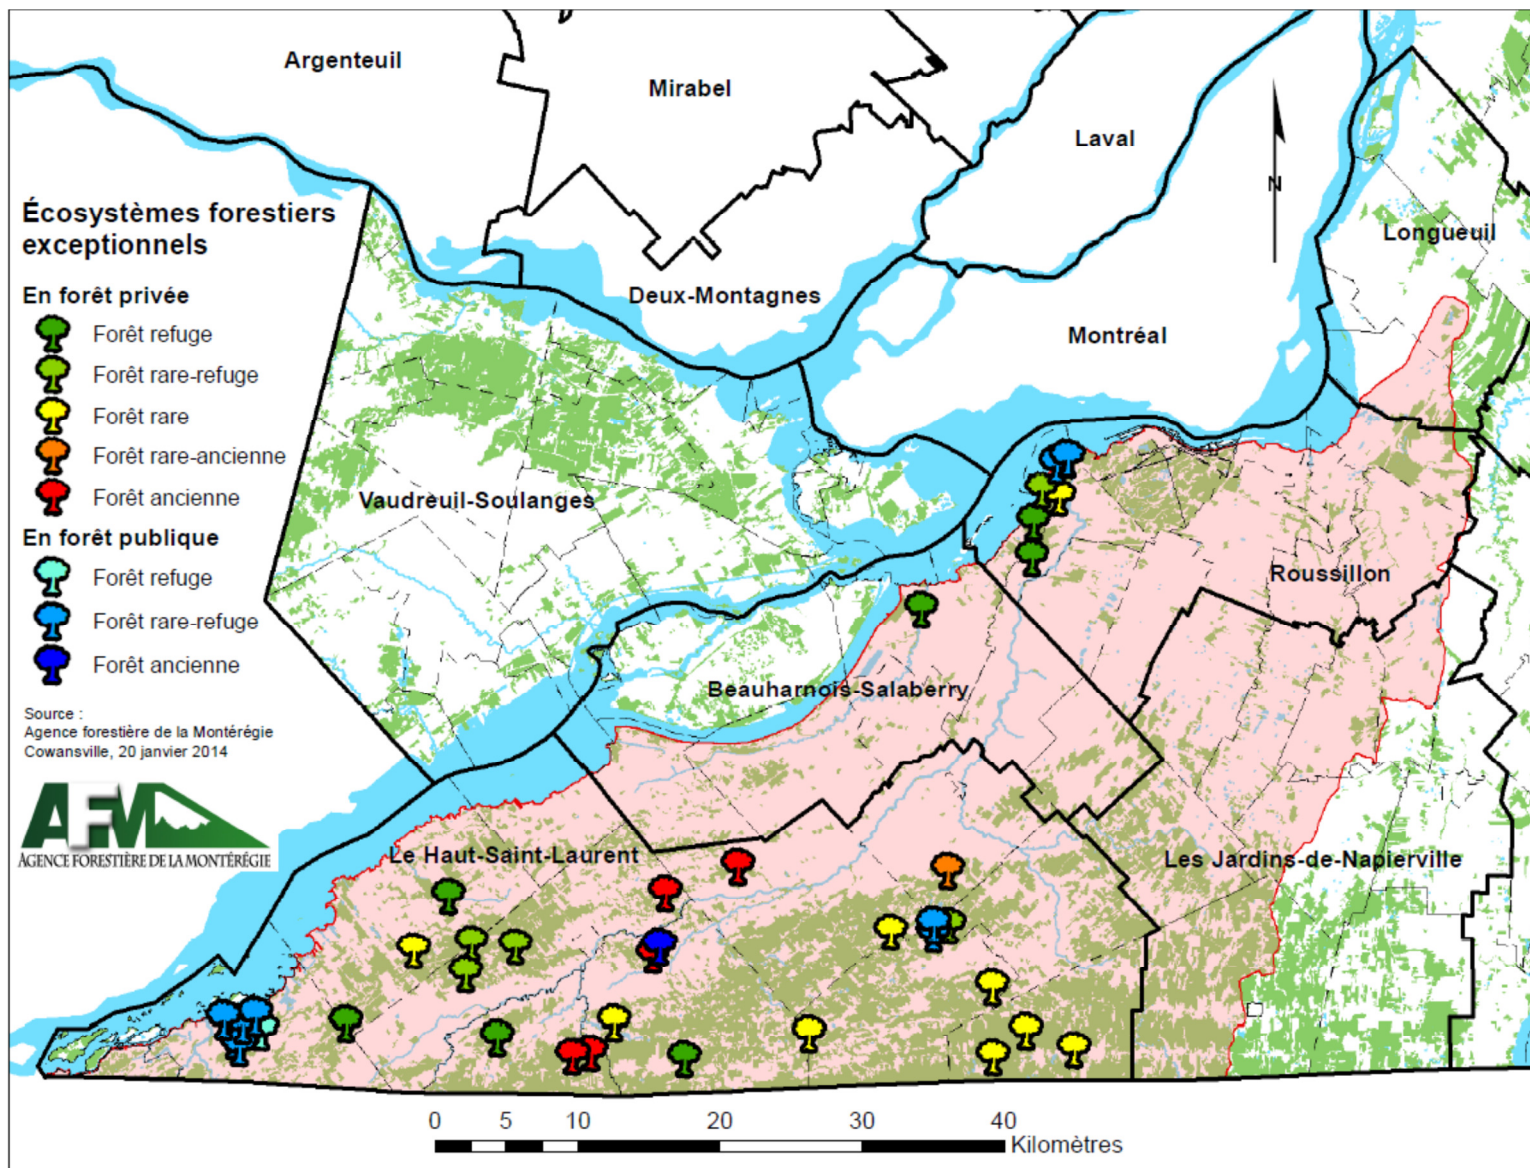 Argenteuil
Mirabel
Laval
Longueuil
Deux-Montagnes
Montréal
Vaudreuil-Soulanges
Roussillon
Beauharnois-Salaberry
Le Haut-Saint-Laurent
Les Jardins-de-Napierville
N
Écosystèmes forestiers
exceptionnels
En forêt privée
Forêt refuge
Forêt rare-refuge
Forêt rare
Forêt rare-ancienne
Forêt ancienne
En forêt publique
Forêt refuge
Forêt rare-refuge
Forêt ancienne
Source :
Agence forestière de la Montérégie
Cowansville, 20 janvier 2014
AFM
AGENCE FORESTIÈRE DE LA MONTÉRÉGIE
0 5 10 20 30 40
Kilomètres